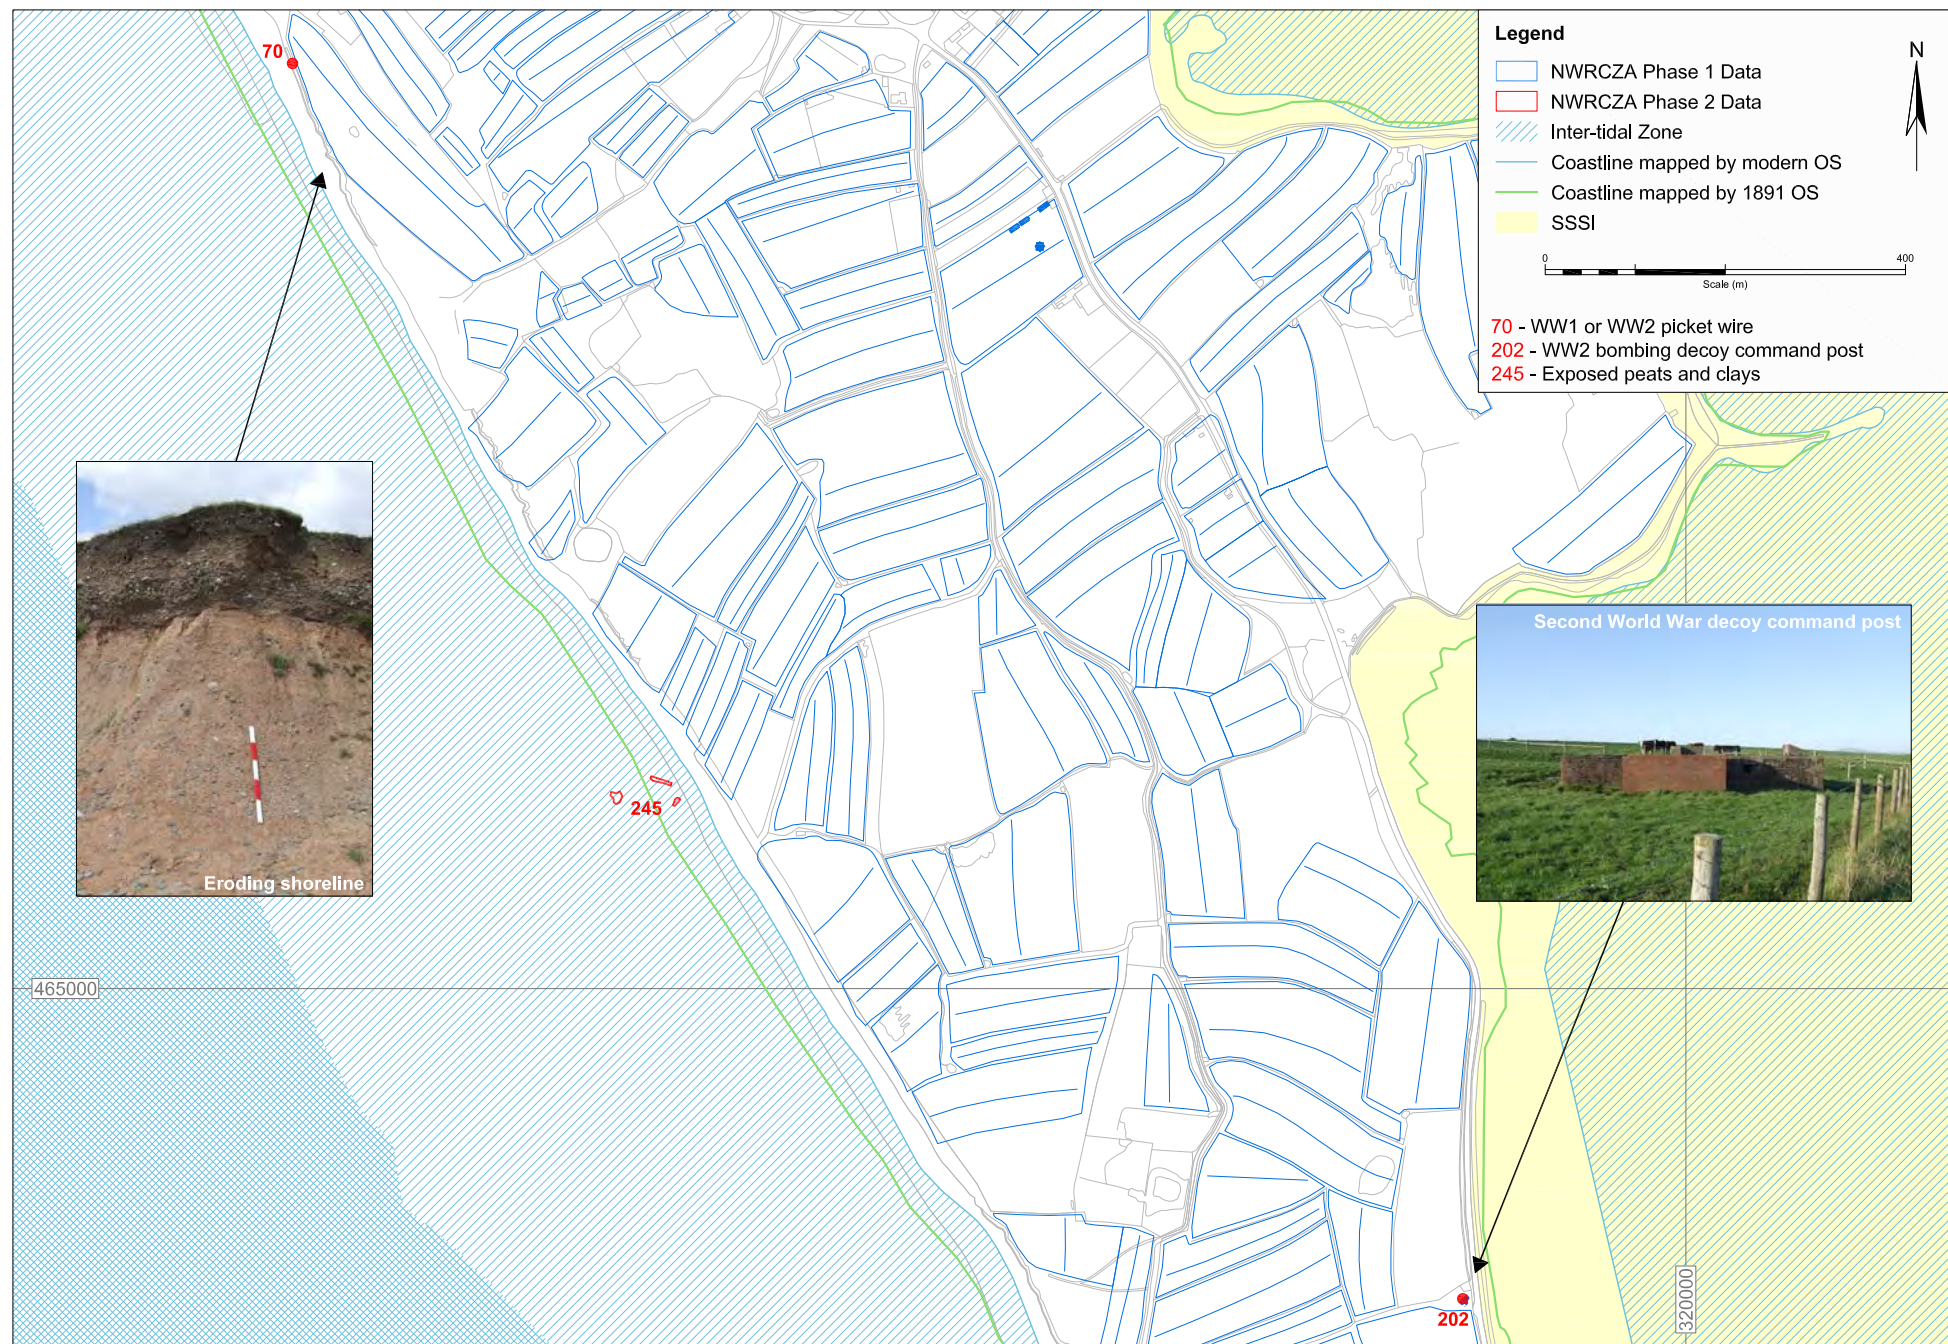 Legend
NWRCZA Phase 1 Data
NWRCZA Phase 2 Data
Inter-tidal Zone
Coastline mapped by modern OS
Coastline mapped by 1891 OS
SSSI
N
0 400
Scale (m)
70 - WW1 or WW2 picket wire
202 - WW2 bombing decoy command post
245 - Exposed peats and clays
70
Second World War decoy command post
245
Eroding shoreline
465000
320000
202